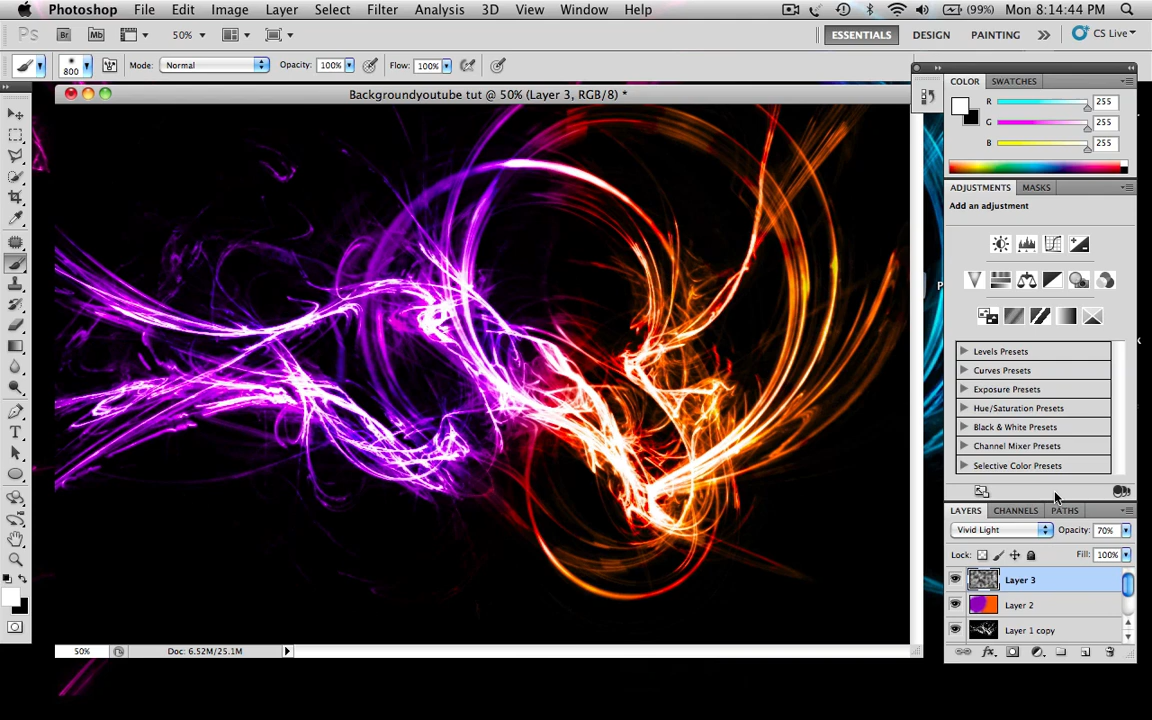 Photoshop File Edit Image Layer Select Filter Analysis 3D View Window Help (99%) Mon 8:14:44 PM
Ps Br Mb 50% ESSENTIALS DESIGN PAINTING CS Live
800 Mode: Normal Opacity: 100% Flow: 100%
Backgroundyoutube tut @ 50% (Layer 3, RGB/8) *
COLOR SWATCHES
R 255
G 255
B 255
ADJUSTMENTS MASKS
Add an adjustment
Levels Presets
Curves Presets
Exposure Presets
Hue/Saturation Presets
Black & White Presets
Channel Mixer Presets
Selective Color Presets
LAYERS CHANNELS PATHS
Vivid Light Opacity: 70%
Lock: Fill: 100%
Layer 3
Layer 2
Layer 1 copy
fx
50% Doc: 6.52M/25.1M